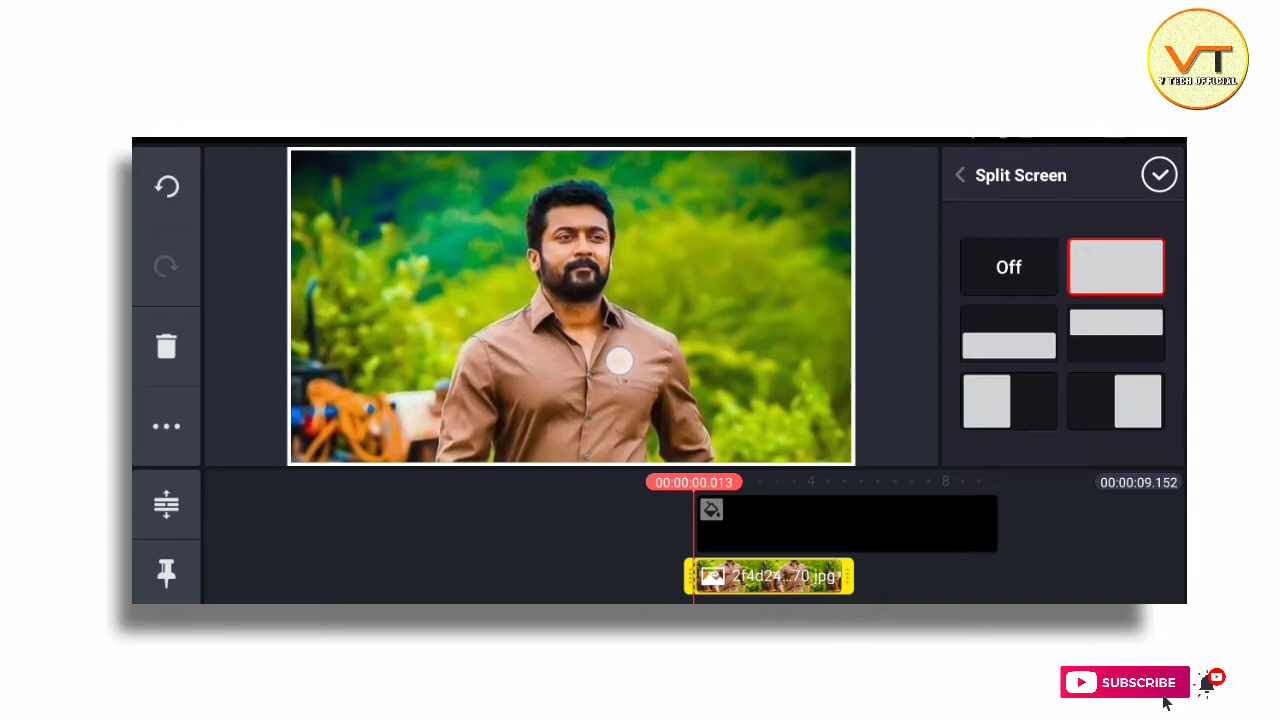 VT
V TECH OFFICIAL
Split Screen
Off
00:00:00.013
4
8
00:00:09.152
2f4d24...70.jpg
SUBSCRIBE